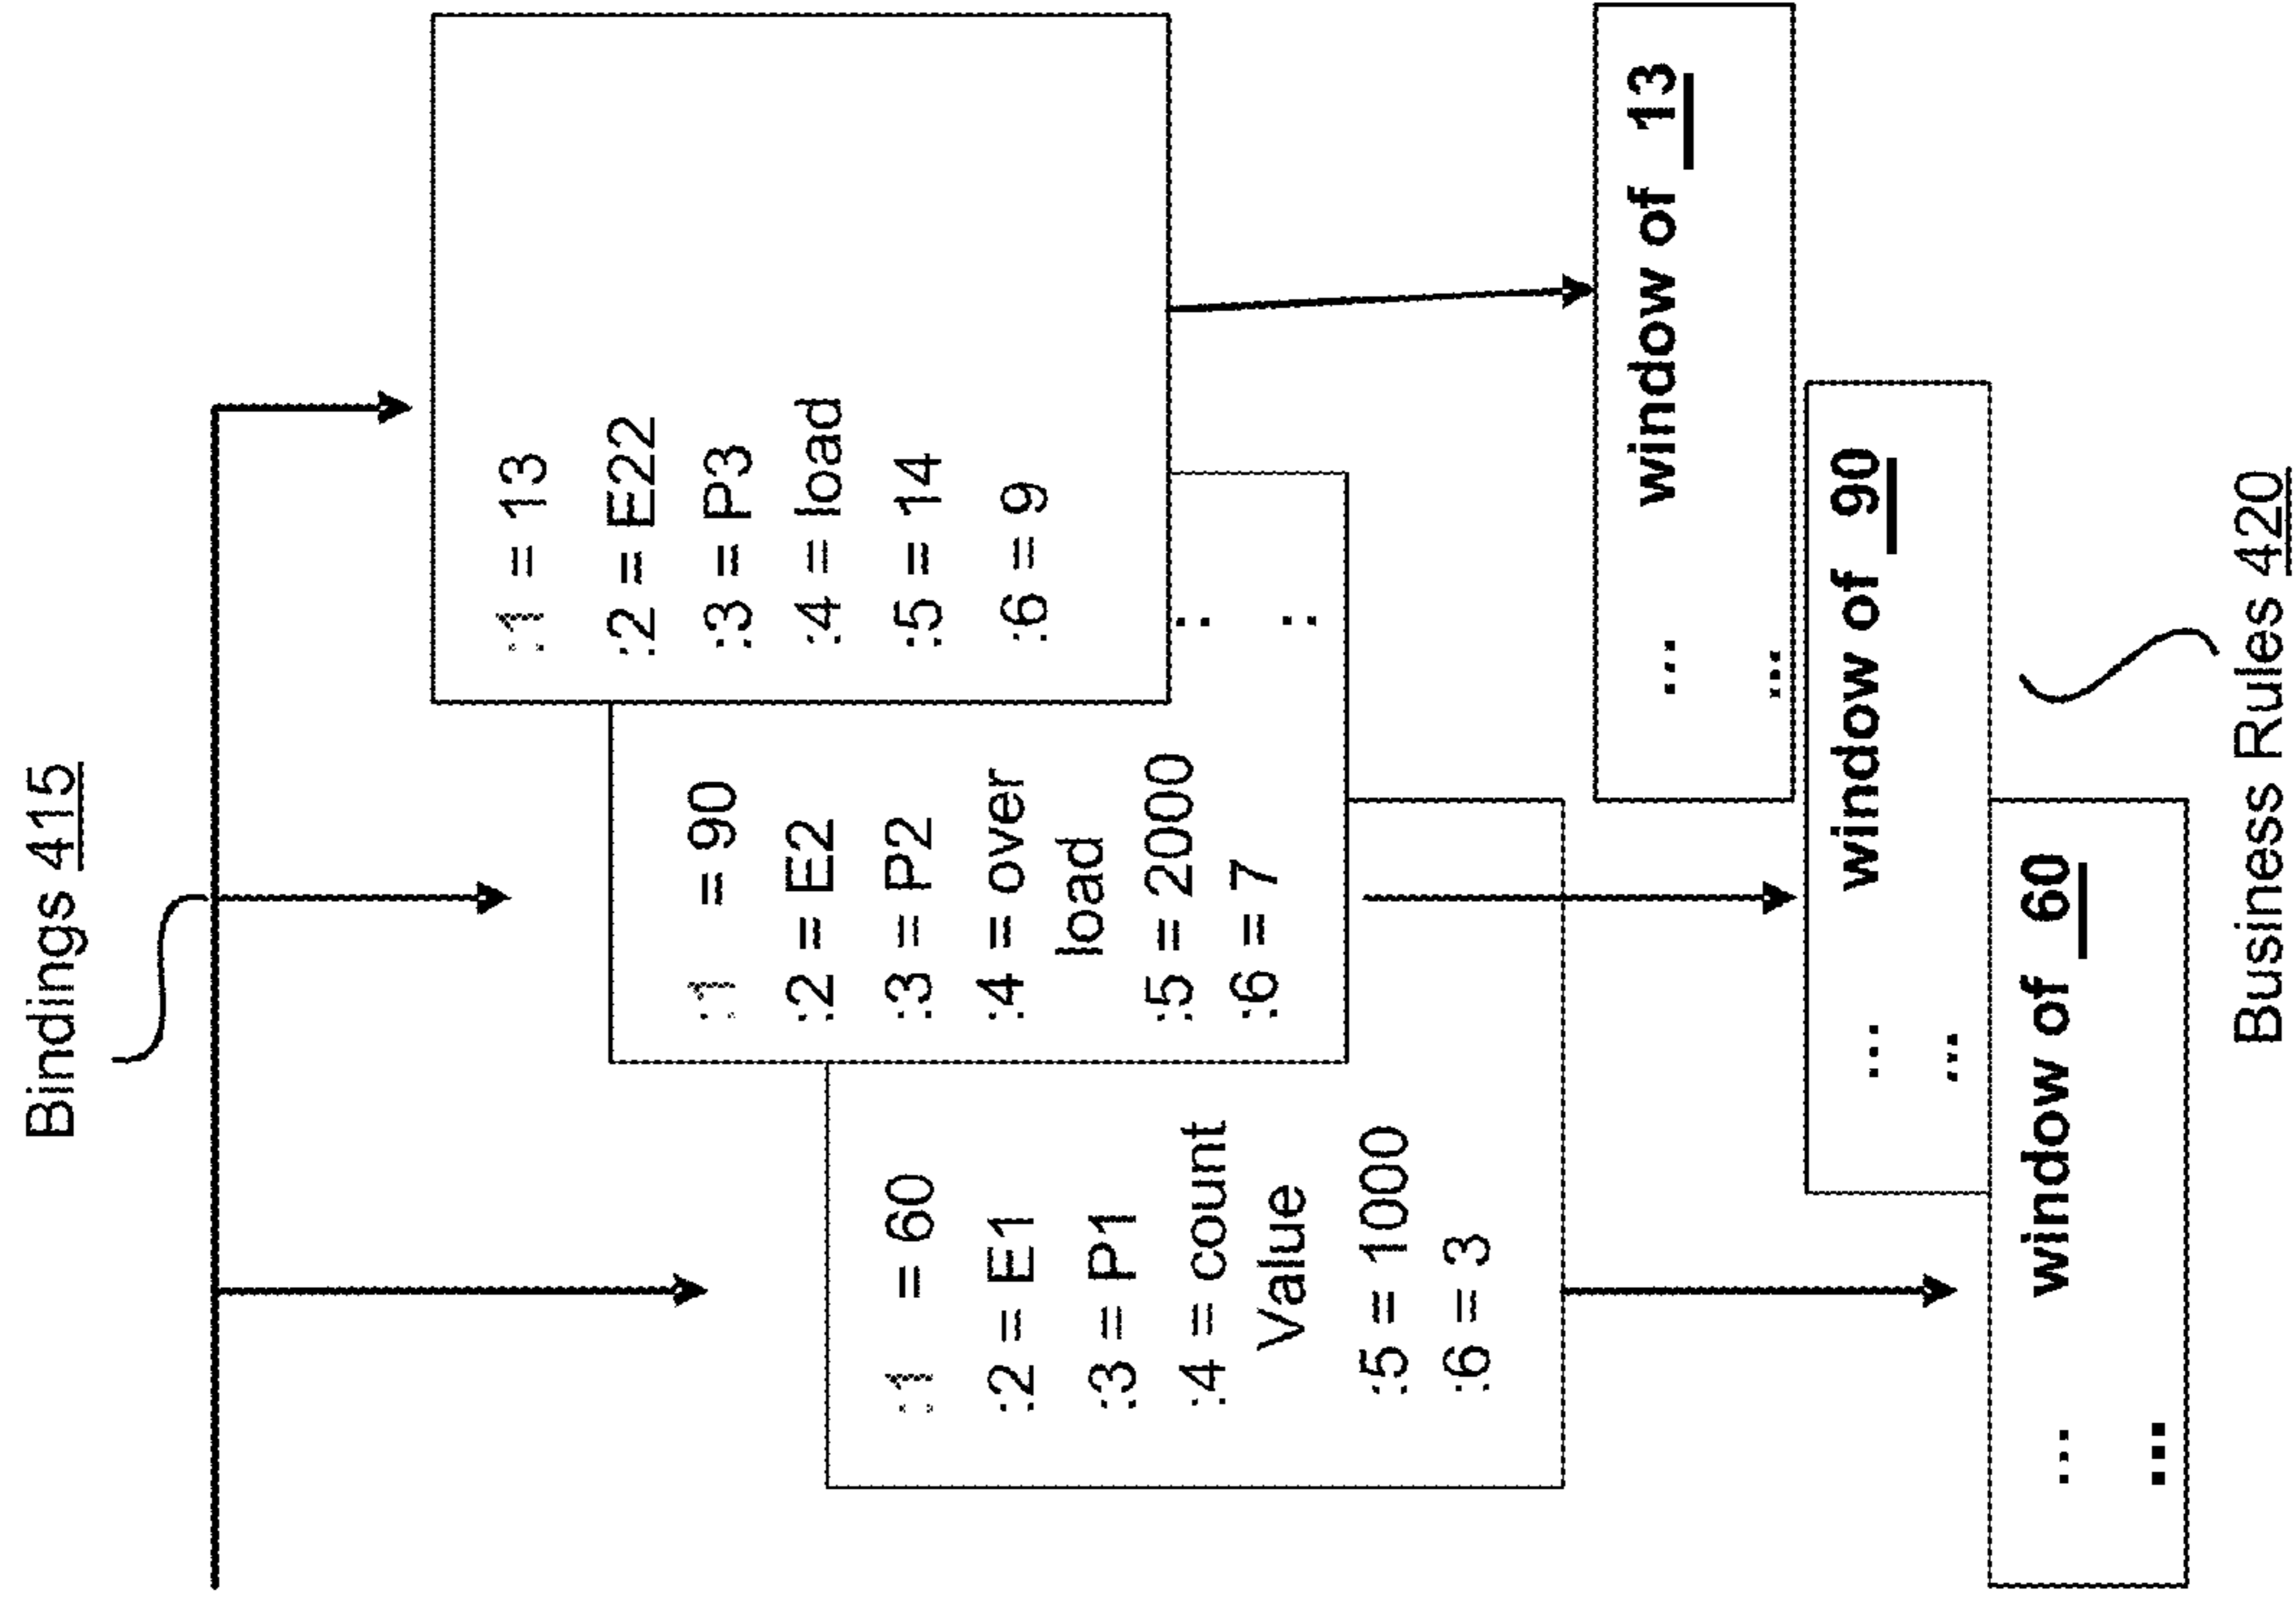 Bindings 415
:1 = 60
:2 = E1
:3 = P1
:4 = count
Value
:5 = 1000
:6 = 3
:1 = 90
:2 = E2
:3 = P2
:4 = over
load
:5 = 2000
:6 = 7
:1 = 13
:2 = E22
:3 = P3
:4 = load
:5 = 14
:6 = 9
:
:
... window of 60
...
... window of 90
...
... window of 13
...
Business Rules 420